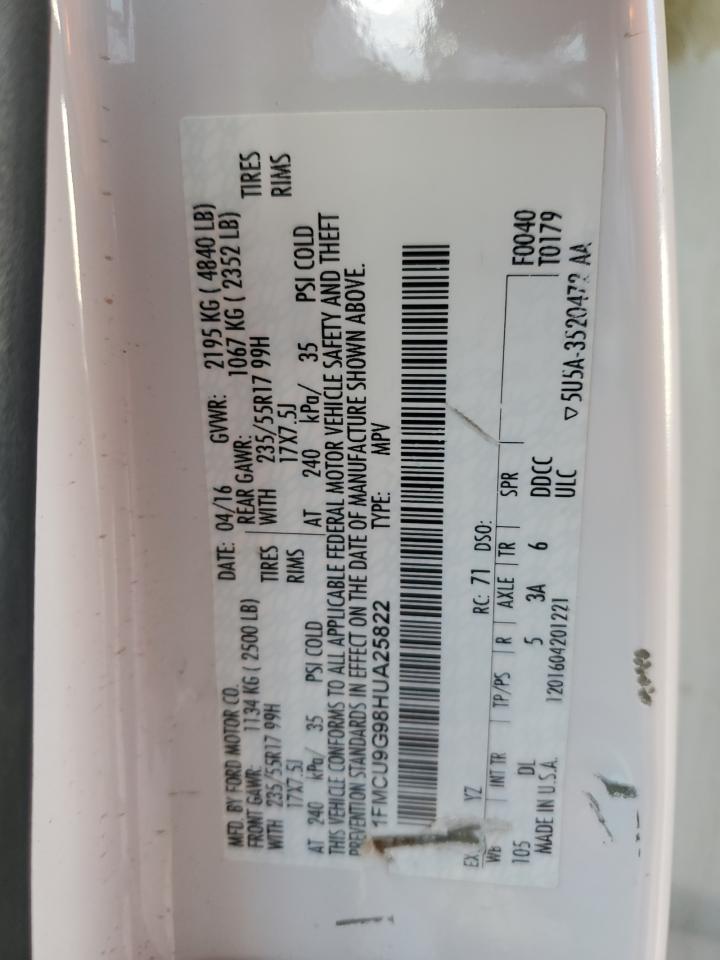 MFD. BY FORD MOTOR CO.
DATE: 04/16 GVWR: 2195 KG ( 4840 LB)
FRONT GAWR: 1134 KG ( 2500 LB)
REAR GAWR: 1067 KG ( 2352 LB)
WITH 235/55R17 99H TIRES
WITH 235/55R17 99H TIRES
17X7.5J RIMS
17X7.5J RIMS
AT 240 kPa/ 35 PSI COLD
AT 240 kPa/ 35 PSI COLD
THIS VEHICLE CONFORMS TO ALL APPLICABLE FEDERAL MOTOR VEHICLE SAFETY AND THEFT
PREVENTION STANDARDS IN EFFECT ON THE DATE OF MANUFACTURE SHOWN ABOVE.
1FMCU9G98HUA25822 TYPE: MPV
EX YZ RC: 71 DSO:
WB INT TR TP/PS R AXLE TR SPR F0040
105 DL 5 3A 6 DDCC T0179
MADE IN U.S.A. 1201604201221 ULC
▽5U5A-3520472 AA